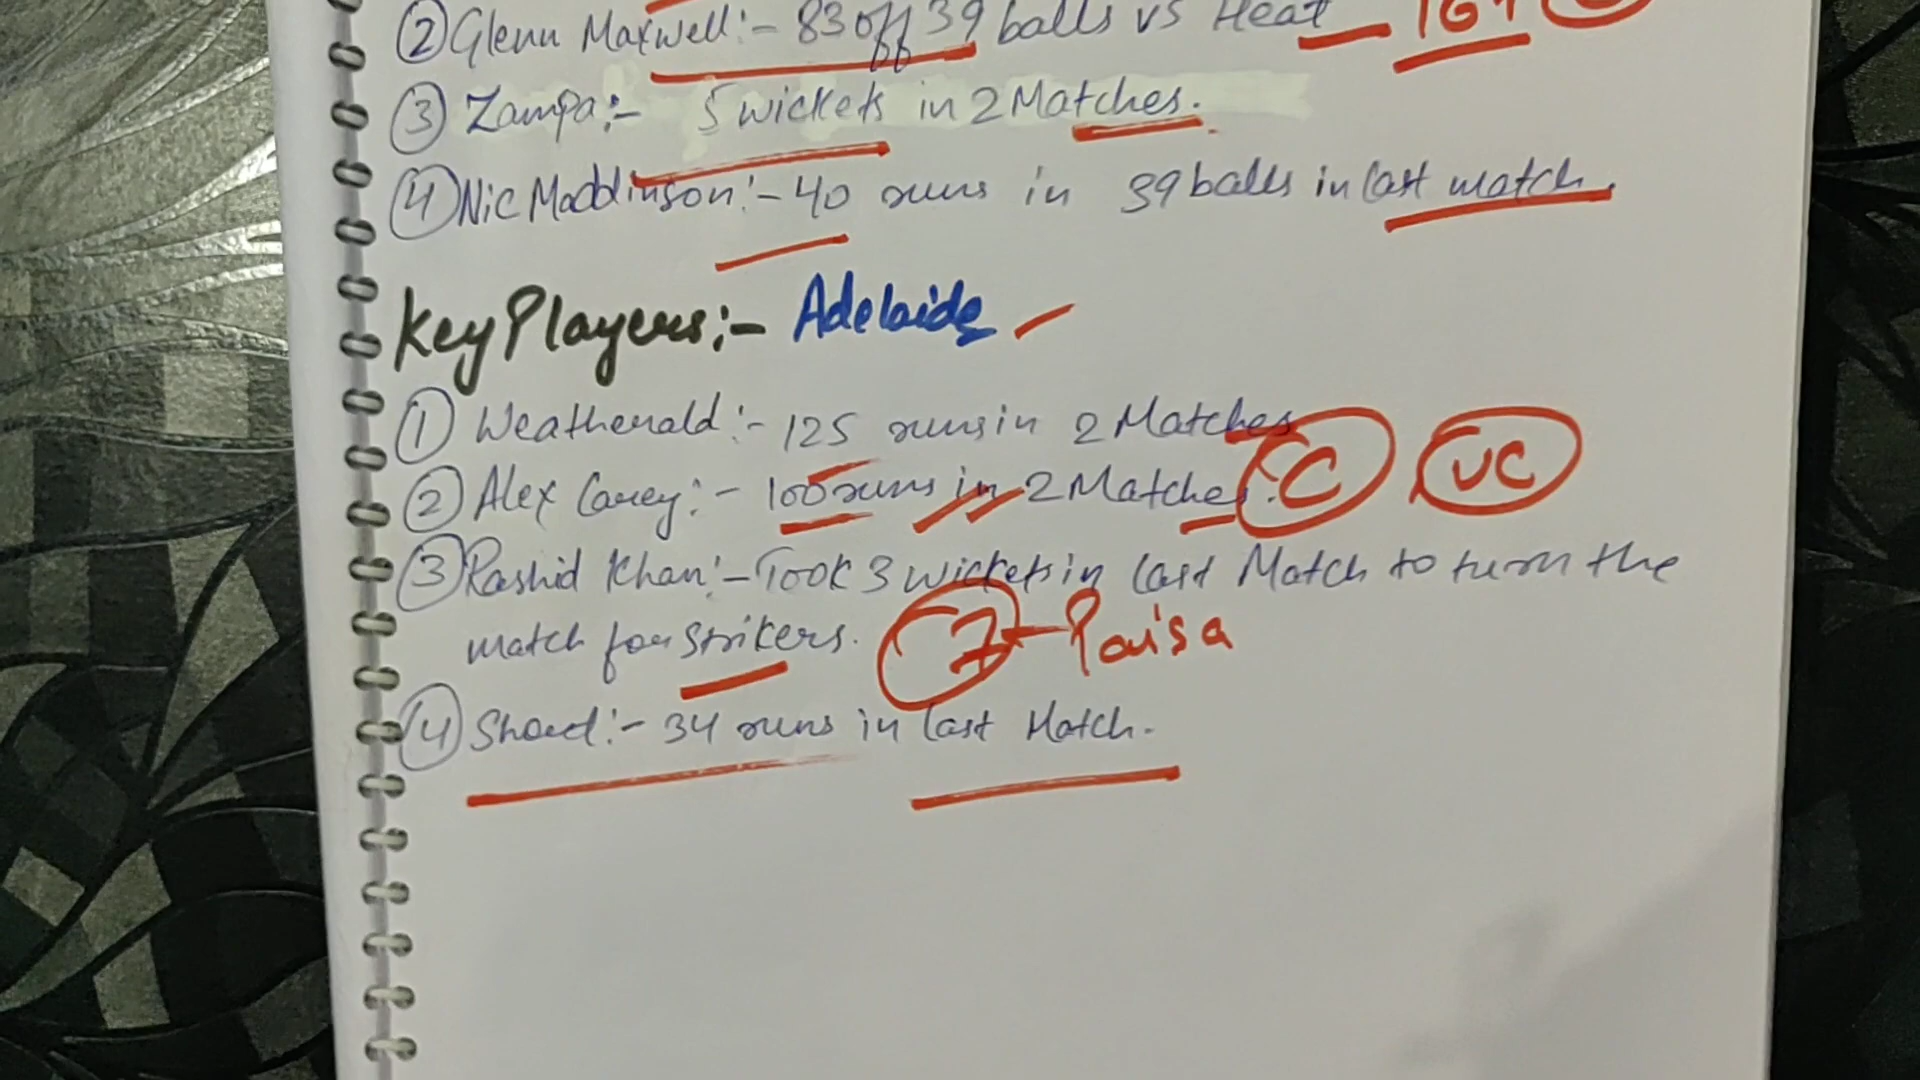 ② Glenn Maxwell:- 83 off 39 balls vs Heat
③ Zampa:- 5 wickets in 2 Matches.
④ Nic Maddinson:- 40 runs in 39 balls in last match.
Key Players:- Adelaide
① Weatherald:- 125 runs in 2 Matches
② Alex Carey:- 100 runs in 2 Matches. C VC
③ Rashid Khan:- Took 3 wickets in last Match to turn the
match for Strikers. Paisa
④ Short:- 34 runs in last Match.